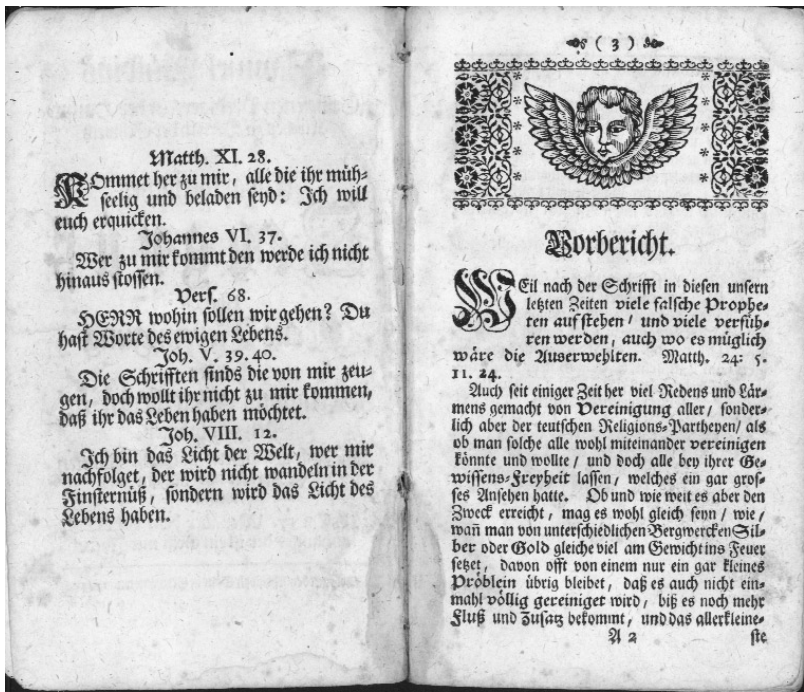 Matth. XI. 28.
KOmmet her zu mir, alle die ihr müh-
seelig und beladen seyd: Ich will
euch erquicken.
Johannes VI. 37.
Wer zu mir kommt den werde ich nicht
hinaus stossen.
Vers. 68.
HERR wohin sollen wir gehen? Du
hast Worte des ewigen Lebens.
Joh. V. 39. 40.
Die Schrifften sinds die von mir zeu-
gen, doch wollt ihr nicht zu mir kommen,
daß ihr das Leben haben möchtet.
Joh. VIII. 12.
Ich bin das Licht der Welt, wer mir
nachfolget, der wird nicht wandeln in der
Finsternüß, sondern wird das Licht des
Lebens haben.
( 3 )
Vorbericht.
WEil nach der Schrifft in diesen unsern
letzten Zeiten viele falsche Prophe-
ten aufstehen / und viele verfüh-
ren werden, auch wo es müglich
wäre die Auserwehlten. Matth. 24: 5.
11. 24.
Auch seit einiger Zeit her viel Redens und Lär-
mens gemacht von Vereinigung aller / sonder-
lich aber der teutschen Religions-Partheyen / als
ob man solche alle wohl miteinander vereinigen
könnte und wollte / und doch alle bey ihrer Ge-
wissens-Freyheit lassen, welches ein gar gros-
ses Ansehen hatte. Ob und wie weit es aber den
Zweck erreicht, mag es wohl gleich seyn / wie /
wañ man von unterschiedlichen Bergwercken Sil-
ber oder Gold gleiche viel am Gewicht ins Feuer
setzet, davon offt von einem nur ein gar kleines
Pröblein übrig bleibet, daß es auch nicht ein-
mahl völlig gereiniget wird, biß es noch mehr
Fluß und Zusatz bekommt, und das allerkleine-
A 2 ste